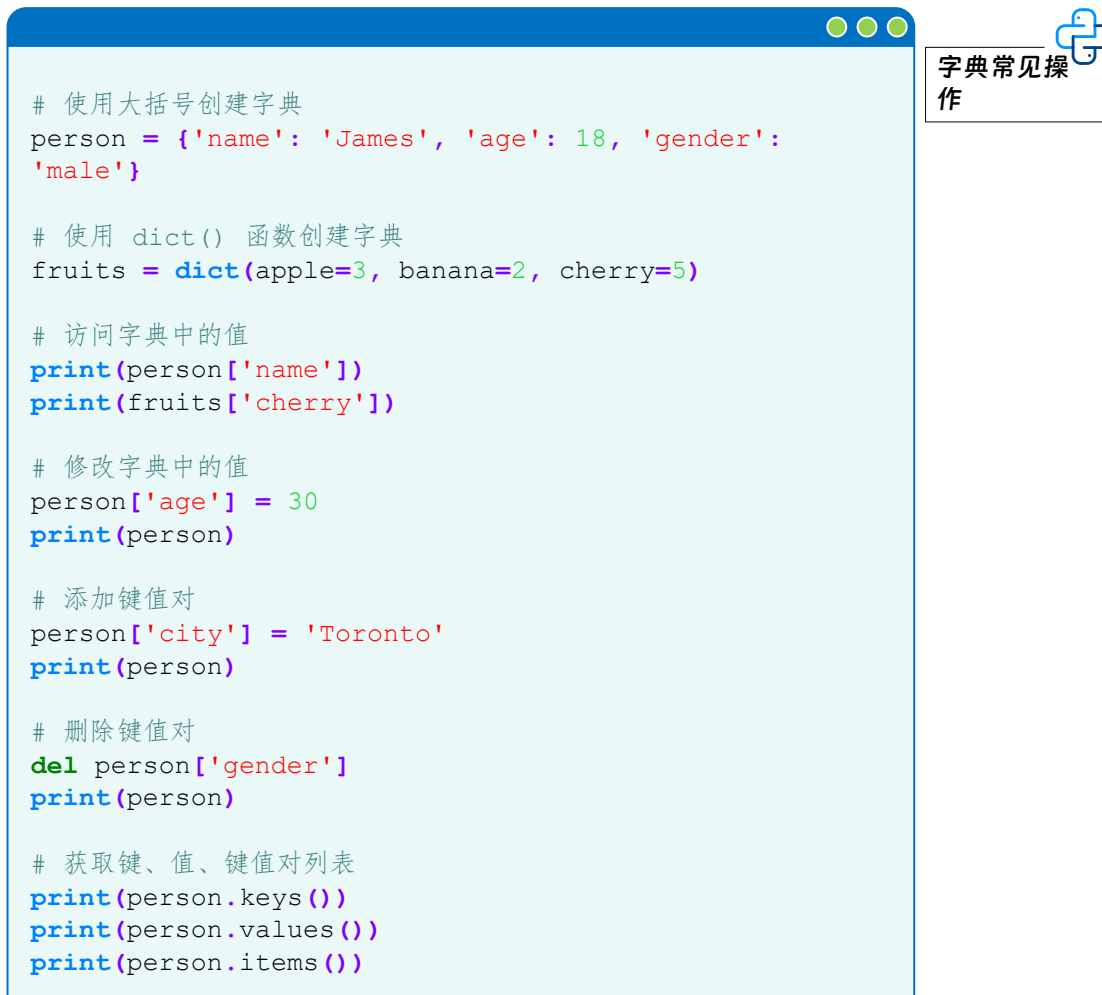 # 使用大括号创建字典
person = {'name': 'James', 'age': 18, 'gender':
'male'}
# 使用 dict() 函数创建字典
fruits = dict(apple=3, banana=2, cherry=5)
# 访问字典中的值
print(person['name'])
print(fruits['cherry'])
# 修改字典中的值
person['age'] = 30
print(person)
# 添加键值对
person['city'] = 'Toronto'
print(person)
# 删除键值对
del person['gender']
print(person)
# 获取键、值、键值对列表
print(person.keys())
print(person.values())
print(person.items())
字典常见操
作